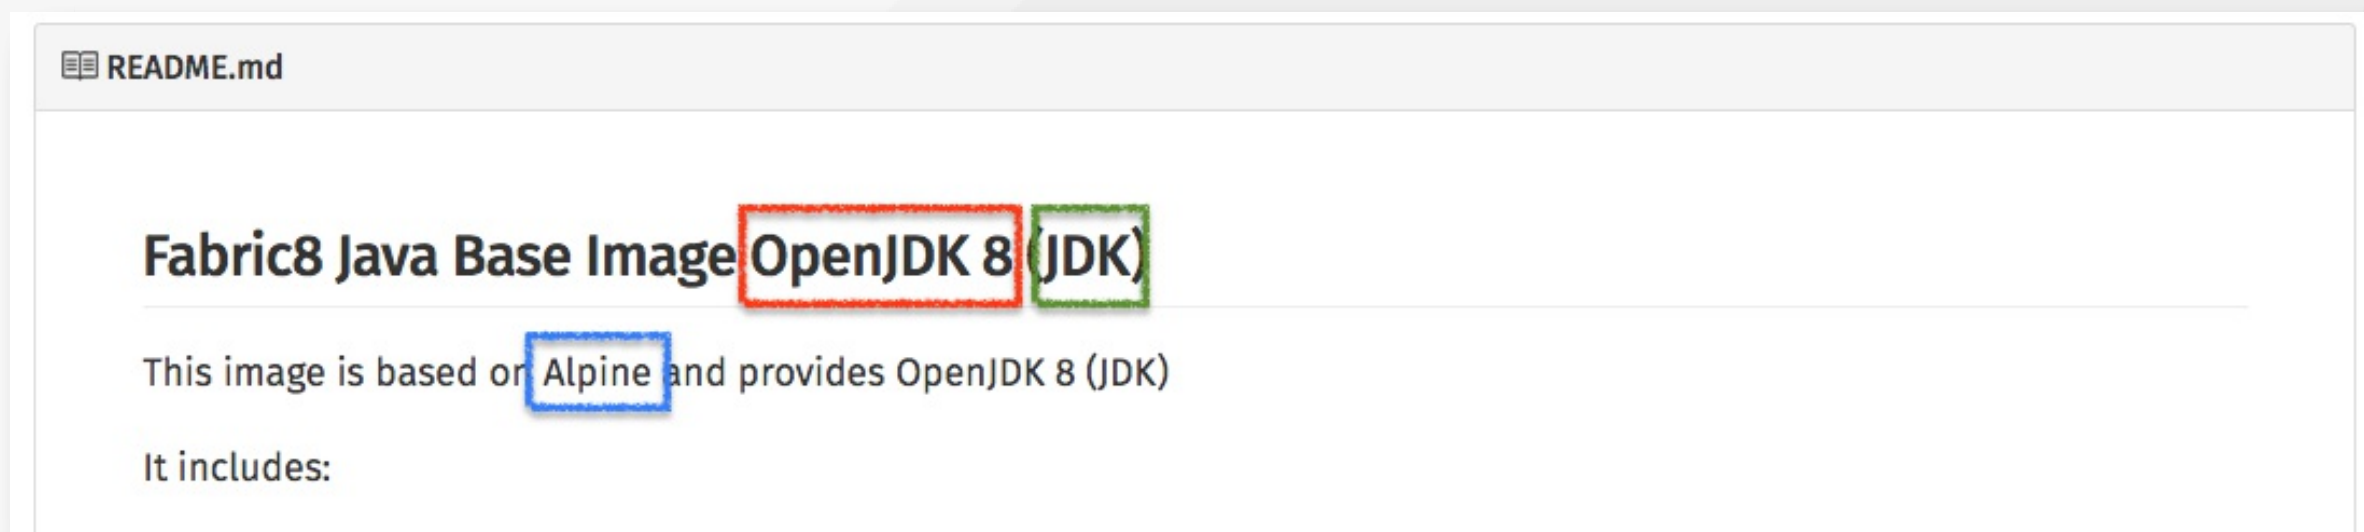 README.md
Fabric8 Java Base Image OpenJDK 8 (JDK)
This image is based on Alpine and provides OpenJDK 8 (JDK)
It includes: